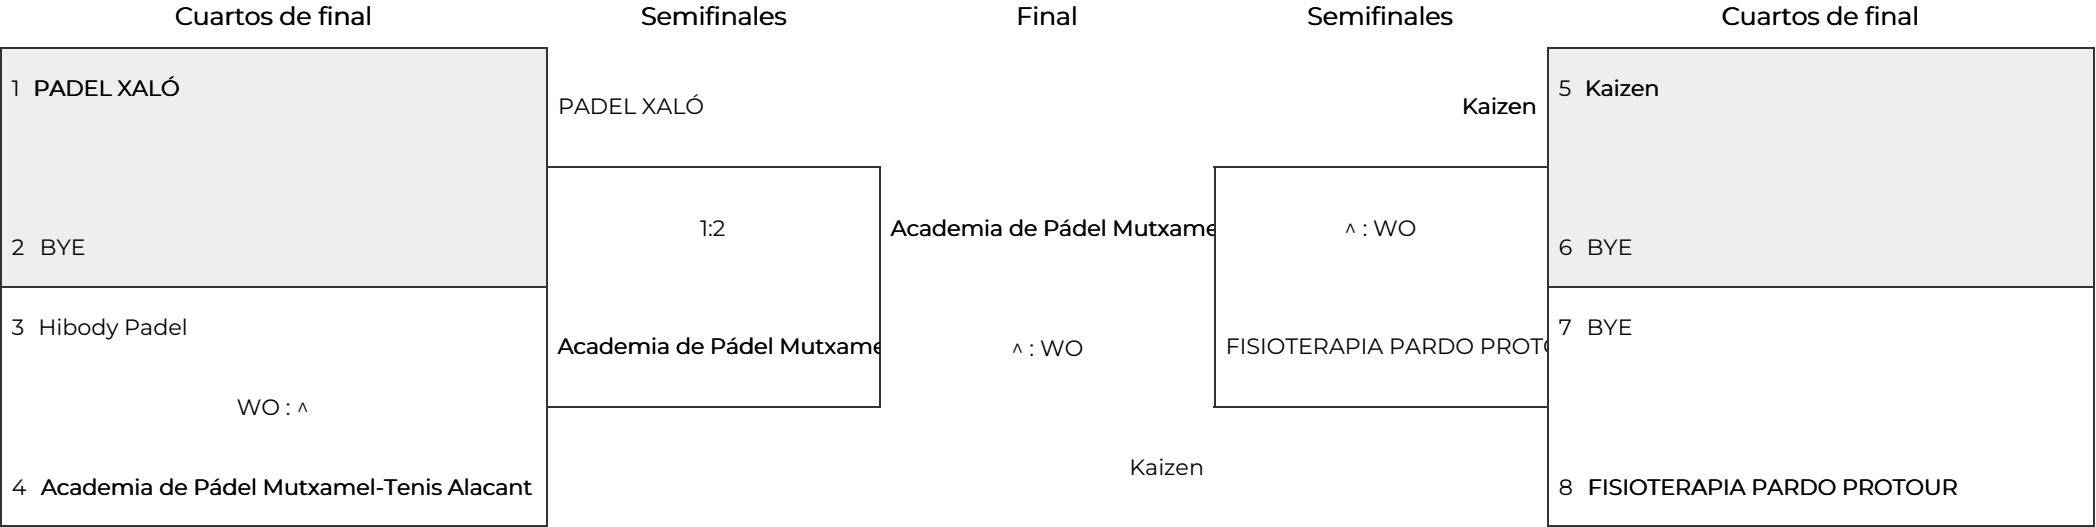 Cuartos de final
Semifinales
Final
Semifinales
Cuartos de final
1 PADEL XALÓ
2 BYE
3 Hibody Padel
WO : ^
4 Academia de Pádel Mutxamel-Tenis Alacant
PADEL XALÓ
1:2
Academia de Pádel Mutxame
Academia de Pádel Mutxame
^ : WO
Kaizen
Kaizen
^ : WO
FISIOTERAPIA PARDO PROTO
5 Kaizen
6 BYE
7 BYE
8 FISIOTERAPIA PARDO PROTOUR